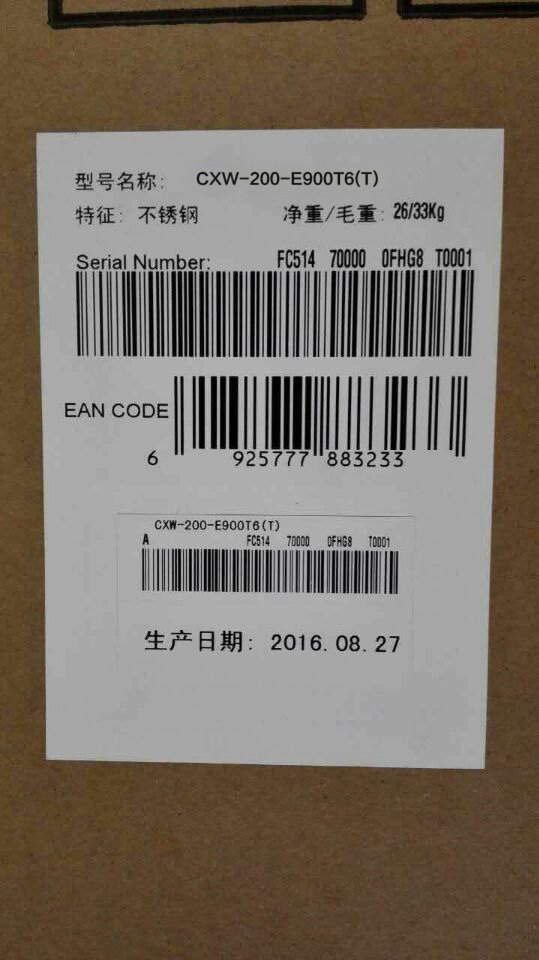 型号名称: CXW-200-E900T6(T)
特征: 不锈钢 净重/毛重: 26/33Kg
Serial Number: FC514 70000 0FHG8 T0001
EAN CODE
6 925777 883233
CXW-200-E900T6(T)
A FC514 70000 0FHG8 T0001
生产日期: 2016.08.27